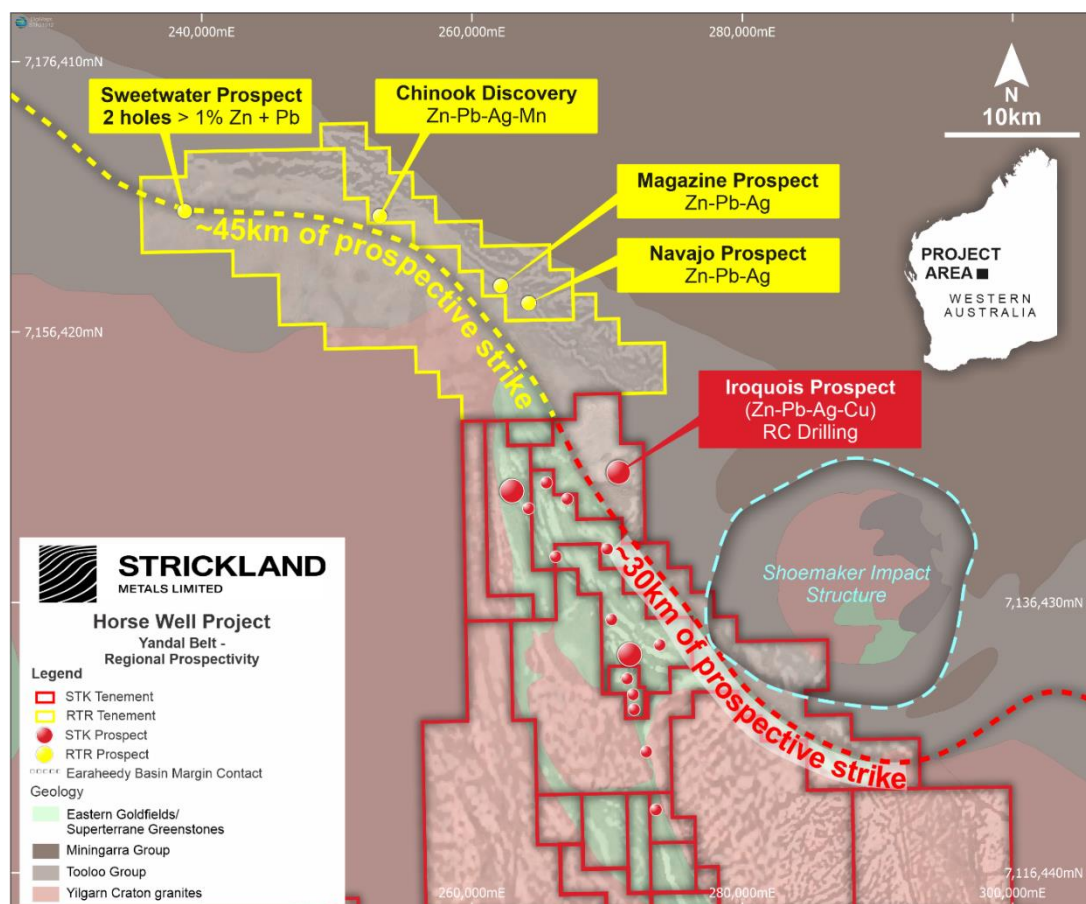 240,000mE
260,000mE
280,000mE
7,176,410mN
Sweetwater Prospect
2 holes > 1% Zn + Pb
Chinook Discovery
Zn-Pb-Ag-Mn
N
10km
Magazine Prospect
Zn-Pb-Ag
Navajo Prospect
Zn-Pb-Ag
PROJECT
AREA
WESTERN
AUSTRALIA
~45km of prospective strike
7,156,420mN
Iroquois Prospect
(Zn-Pb-Ag-Cu)
RC Drilling
~30km of prospective strike
Shoemaker Impact
Structure
7,136,430mN
STRICKLAND
METALS LIMITED
Horse Well Project
Yandal Belt -
Regional Prospectivity
Legend
STK Tenement
RTR Tenement
STK Prospect
RTR Prospect
Earaheedy Basin Margin Contact
Geology
Eastern Goldfields/
Superterrane Greenstones
Miningarra Group
Tooloo Group
Yilgarn Craton granites
7,116,440mN
260,000mE
280,000mE
300,000mE